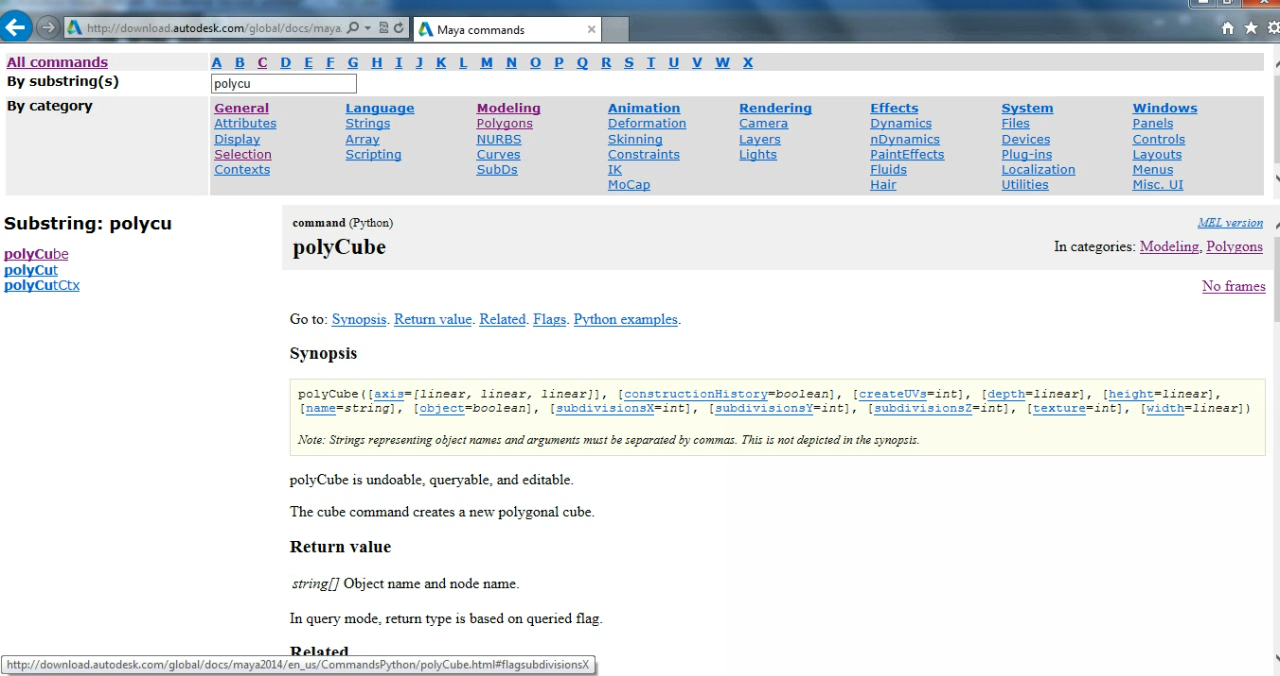 http://download.autodesk.com/global/docs/maya
Maya commands
All commands
A B C D E F G H I J K L M N O P Q R S T U V W X
By substring(s)
polycu
By category
General Language Modeling Animation Rendering Effects System Windows
Attributes Strings Polygons Deformation Camera Dynamics Files Panels
Display Array NURBS Skinning Layers nDynamics Devices Controls
Selection Scripting Curves Constraints Lights PaintEffects Plug-ins Layouts
Contexts SubDs IK Fluids Localization Menus
MoCap Hair Utilities Misc. UI
Substring: polycu
polyCube
polyCut
polyCutCtx
command (Python)
MEL version
polyCube
In categories: Modeling, Polygons
No frames
Go to: Synopsis. Return value. Related. Flags. Python examples.
Synopsis
polyCube([axis=[linear, linear, linear]], [constructionHistory=boolean], [createUVs=int], [depth=linear], [height=linear],
[name=string], [object=boolean], [subdivisionsX=int], [subdivisionsY=int], [subdivisionsZ=int], [texture=int], [width=linear])
Note: Strings representing object names and arguments must be separated by commas. This is not depicted in the synopsis.
polyCube is undoable, queryable, and editable.
The cube command creates a new polygonal cube.
Return value
string[] Object name and node name.
In query mode, return type is based on queried flag.
Related
http://download.autodesk.com/global/docs/maya2014/en_us/CommandsPython/polyCube.html#flagsubdivisionsX